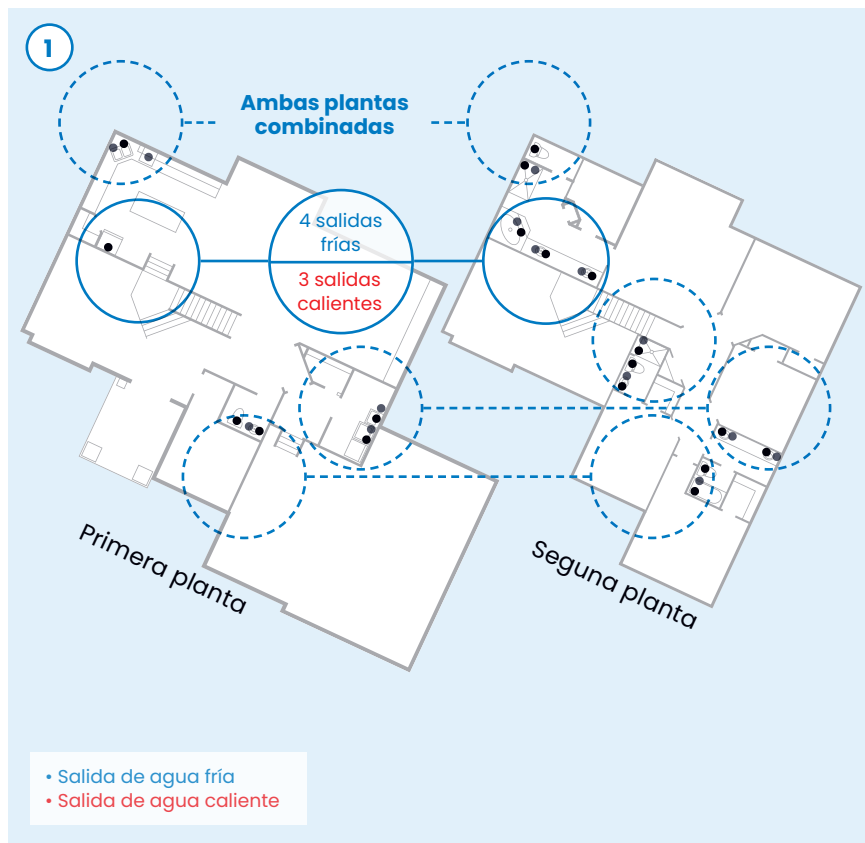 1
Ambas plantas
combinadas
4 salidas
frías
3 salidas
calientes
Primera planta
Seguna planta
• Salida de agua fría
• Salida de agua caliente